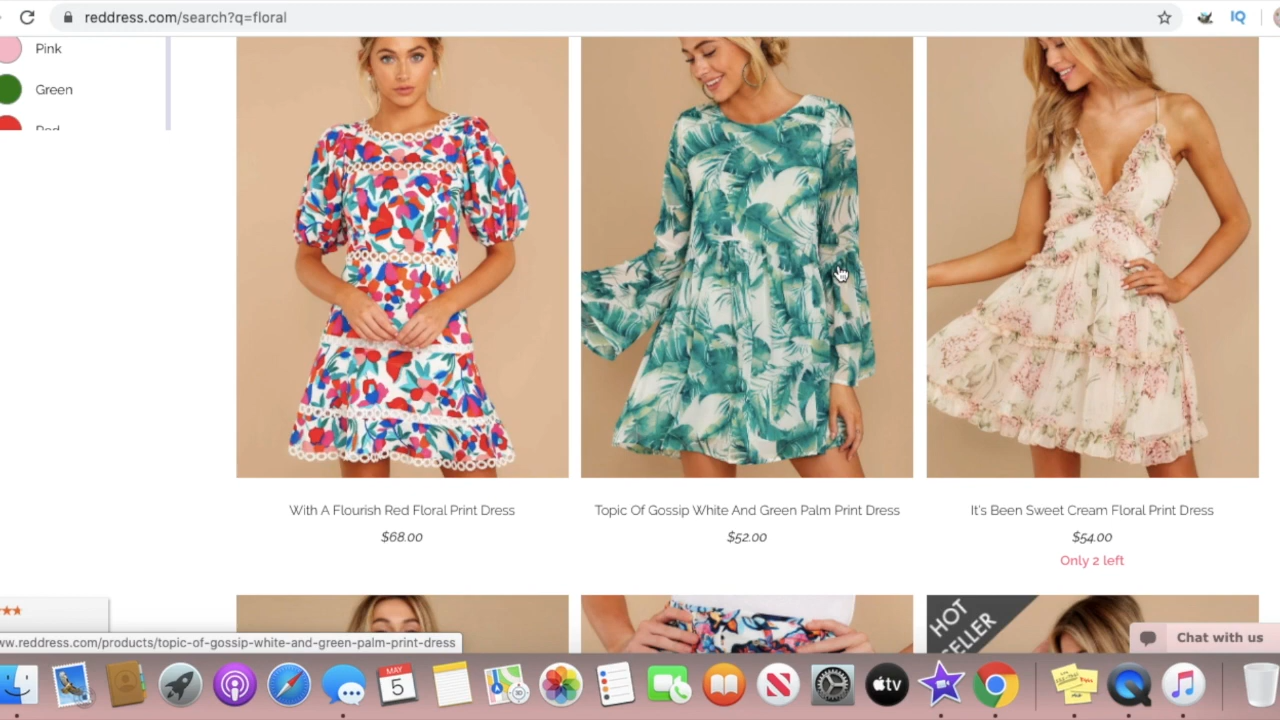 reddress.com/search?q=floral
IQ
Pink
Green
Red
With A Flourish Red Floral Print Dress
$68.00
Topic Of Gossip White And Green Palm Print Dress
$52.00
It's Been Sweet Cream Floral Print Dress
$54.00
Only 2 left
HOT
SELLER
ww.reddress.com/products/topic-of-gossip-white-and-green-palm-print-dress
Chat with us
MAY
5
3D
tv